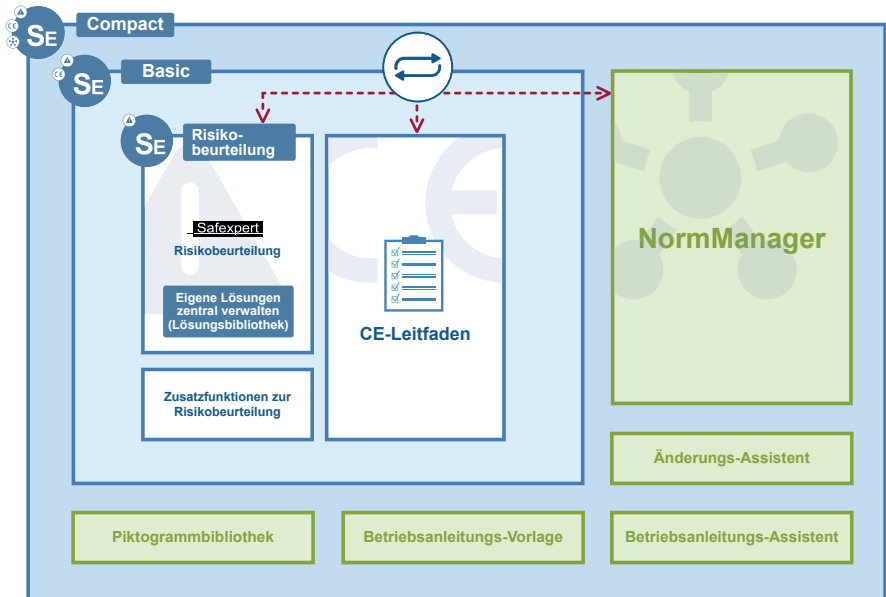 SE
Compact
SE
Basic
SE
Risiko-
beurteilung
Safexpert
Risikobeurteilung
Eigene Lösungen
zentral verwalten
(Lösungsbibliothek)
Zusatzfunktionen zur
Risikobeurteilung
CE
CE-Leitfaden
NormManager
Änderungs-Assistent
Piktogrammbibliothek
Betriebsanleitungs-Vorlage
Betriebsanleitungs-Assistent